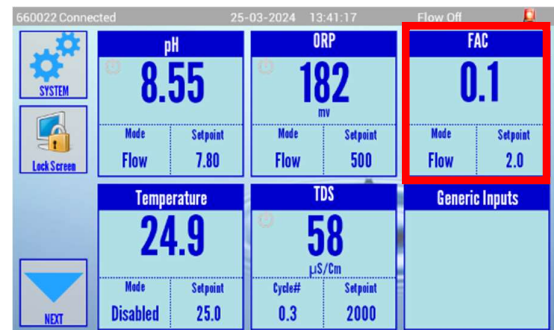 660022 Connected 25-03-2024 13:41:17 Flow Off
SYSTEM
Lock Screen
NEXT
pH
8.55
Mode Setpoint
Flow 7.80
ORP
182
mv
Mode Setpoint
Flow 500
FAC
0.1
Mode Setpoint
Flow 2.0
Temperature
24.9
Mode Setpoint
Disabled 25.0
TDS
58
µS/Cm
Cycle# Setpoint
0.3 2000
Generic Inputs